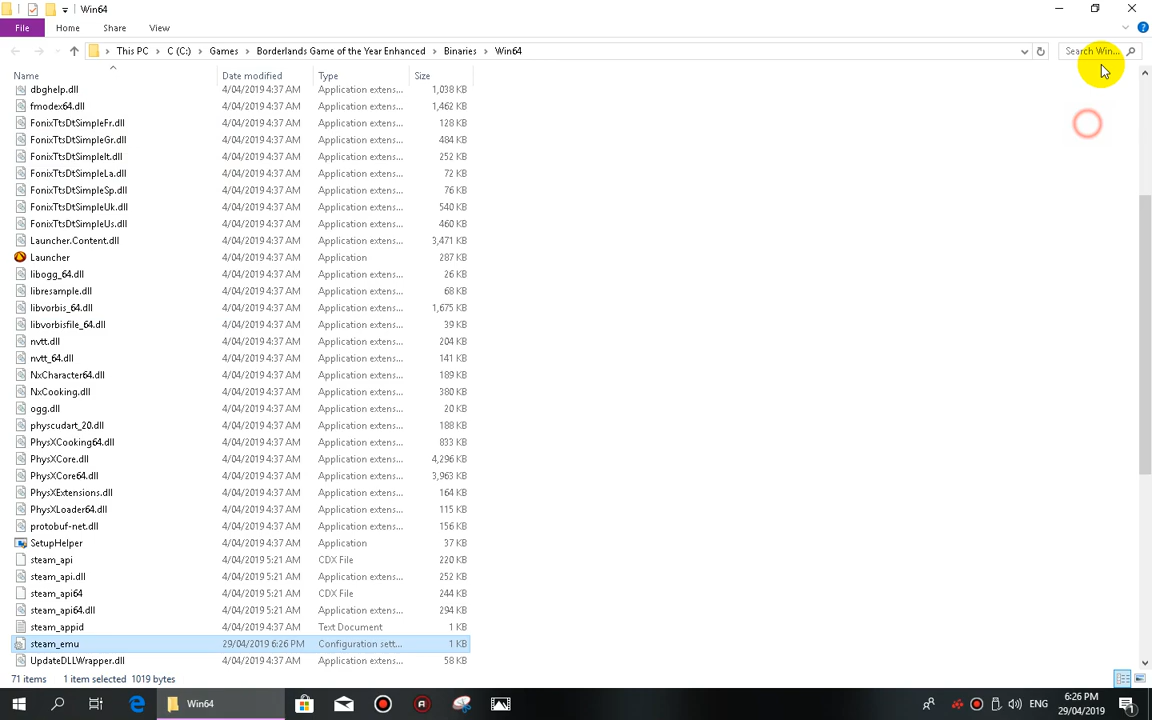 Win64
File Home Share View
This PC C (C:) Games Borderlands Game of the Year Enhanced Binaries Win64 Search Win...
Name Date modified Type Size
dbghelp.dll 4/04/2019 4:37 AM Application extens... 1,038 KB
fmodex64.dll 4/04/2019 4:37 AM Application extens... 1,462 KB
FonixTtsDtSimpleFr.dll 4/04/2019 4:37 AM Application extens... 128 KB
FonixTtsDtSimpleGr.dll 4/04/2019 4:37 AM Application extens... 484 KB
FonixTtsDtSimpleIt.dll 4/04/2019 4:37 AM Application extens... 252 KB
FonixTtsDtSimpleLa.dll 4/04/2019 4:37 AM Application extens... 72 KB
FonixTtsDtSimpleSp.dll 4/04/2019 4:37 AM Application extens... 76 KB
FonixTtsDtSimpleUk.dll 4/04/2019 4:37 AM Application extens... 540 KB
FonixTtsDtSimpleUs.dll 4/04/2019 4:37 AM Application extens... 460 KB
Launcher.Content.dll 4/04/2019 4:37 AM Application extens... 3,471 KB
Launcher 4/04/2019 4:37 AM Application 287 KB
libogg_64.dll 4/04/2019 4:37 AM Application extens... 26 KB
libresample.dll 4/04/2019 4:37 AM Application extens... 68 KB
libvorbis_64.dll 4/04/2019 4:37 AM Application extens... 1,675 KB
libvorbisfile_64.dll 4/04/2019 4:37 AM Application extens... 39 KB
nvtt.dll 4/04/2019 4:37 AM Application extens... 204 KB
nvtt_64.dll 4/04/2019 4:37 AM Application extens... 141 KB
NxCharacter64.dll 4/04/2019 4:37 AM Application extens... 189 KB
NxCooking.dll 4/04/2019 4:37 AM Application extens... 380 KB
ogg.dll 4/04/2019 4:37 AM Application extens... 20 KB
physcudart_20.dll 4/04/2019 4:37 AM Application extens... 188 KB
PhysXCooking64.dll 4/04/2019 4:37 AM Application extens... 833 KB
PhysXCore.dll 4/04/2019 4:37 AM Application extens... 4,296 KB
PhysXCore64.dll 4/04/2019 4:37 AM Application extens... 3,963 KB
PhysXExtensions.dll 4/04/2019 4:37 AM Application extens... 164 KB
PhysXLoader64.dll 4/04/2019 4:37 AM Application extens... 115 KB
protobuf-net.dll 4/04/2019 4:37 AM Application extens... 156 KB
SetupHelper 4/04/2019 4:37 AM Application 37 KB
steam_api 4/04/2019 5:21 AM CDX File 220 KB
steam_api.dll 4/04/2019 5:21 AM Application extens... 252 KB
steam_api64 4/04/2019 5:21 AM CDX File 244 KB
steam_api64.dll 4/04/2019 5:21 AM Application extens... 294 KB
steam_appid 4/04/2019 4:37 AM Text Document 1 KB
steam_emu 29/04/2019 6:26 PM Configuration sett... 1 KB
UpdateDLLWrapper.dll 4/04/2019 4:37 AM Application extens... 58 KB
71 items 1 item selected 1019 bytes
Win64 ENG 6:26 PM
29/04/2019